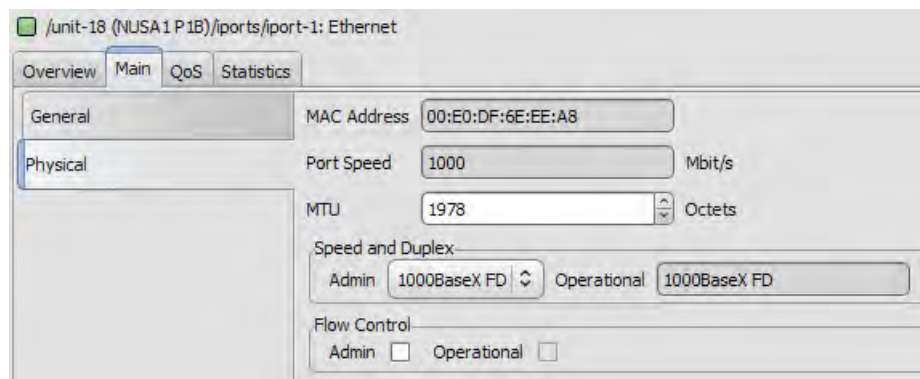 /unit-18 (NUSA1 P1B)/iports/iport-1: Ethernet
Overview Main QoS Statistics
General
MAC Address 00:E0:DF:6E:EE:A8
Physical
Port Speed 1000 Mbit/s
MTU 1978 Octets
Speed and Duplex
Admin 1000BaseX FD Operational 1000BaseX FD
Flow Control
Admin Operational